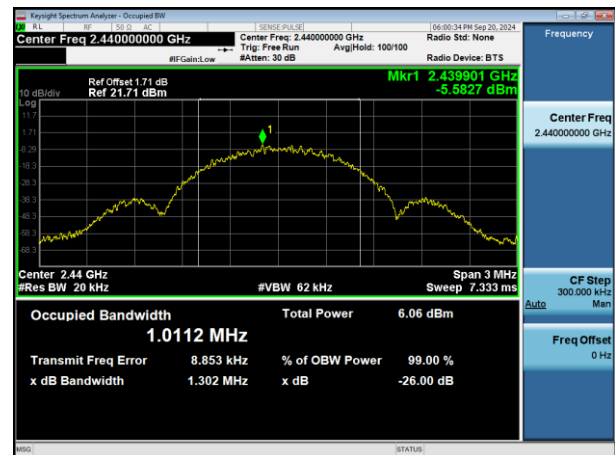 Keysight Spectrum Analyzer - Occupied BW
RL RF 50 Ω AC SENSE:PULSE 06:00:34 PM Sep 20, 2024
Center Freq 2.440000000 GHz Center Freq: 2.440000000 GHz Radio Std: None Frequency
Trig: Free Run Avg|Hold: 100/100
#IFGain:Low #Atten: 30 dB Radio Device: BTS
Ref Offset 1.71 dB Mkr1 2.439901 GHz
10 dB/div Ref 21.71 dBm -5.5827 dBm
Log
11.7
1.71
-8.29
-18.3
-28.3
-38.3
-48.3
-58.3
-68.3
1
Center Freq
2.440000000 GHz
Center 2.44 GHz Span 3 MHz
#Res BW 20 kHz #VBW 62 kHz Sweep 7.333 ms
CF Step
300.000 kHz
Auto Man
Occupied Bandwidth Total Power 6.06 dBm
1.0112 MHz
Freq Offset
0 Hz
Transmit Freq Error 8.853 kHz % of OBW Power 99.00 %
x dB Bandwidth 1.302 MHz x dB -26.00 dB
MSG STATUS